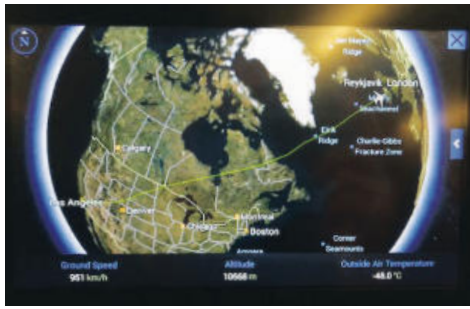 N
Jan Mayen
Ridge
Reykjavik London
Eirik
Ridge
Charlie-Gibbs
Fracture Zone
Calgary
Los Angeles
Denver
Chicago
Montreal
Boston
Corner
Seamounts
Ground Speed
951 km/h
Altitude
10668 m
Outside Air Temperature
-48.0 °C